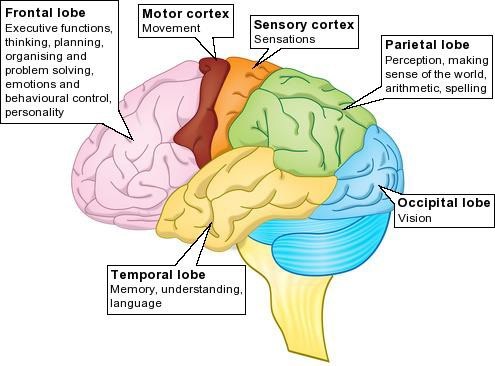 Frontal lobe
Executive functions,
thinking, planning,
organising and
problem solving,
emotions and
behavioural control,
personality
Motor cortex
Movement
Sensory cortex
Sensations
Parietal lobe
Perception, making
sense of the world,
arithmetic, spelling
Occipital lobe
Vision
Temporal lobe
Memory, understanding,
language